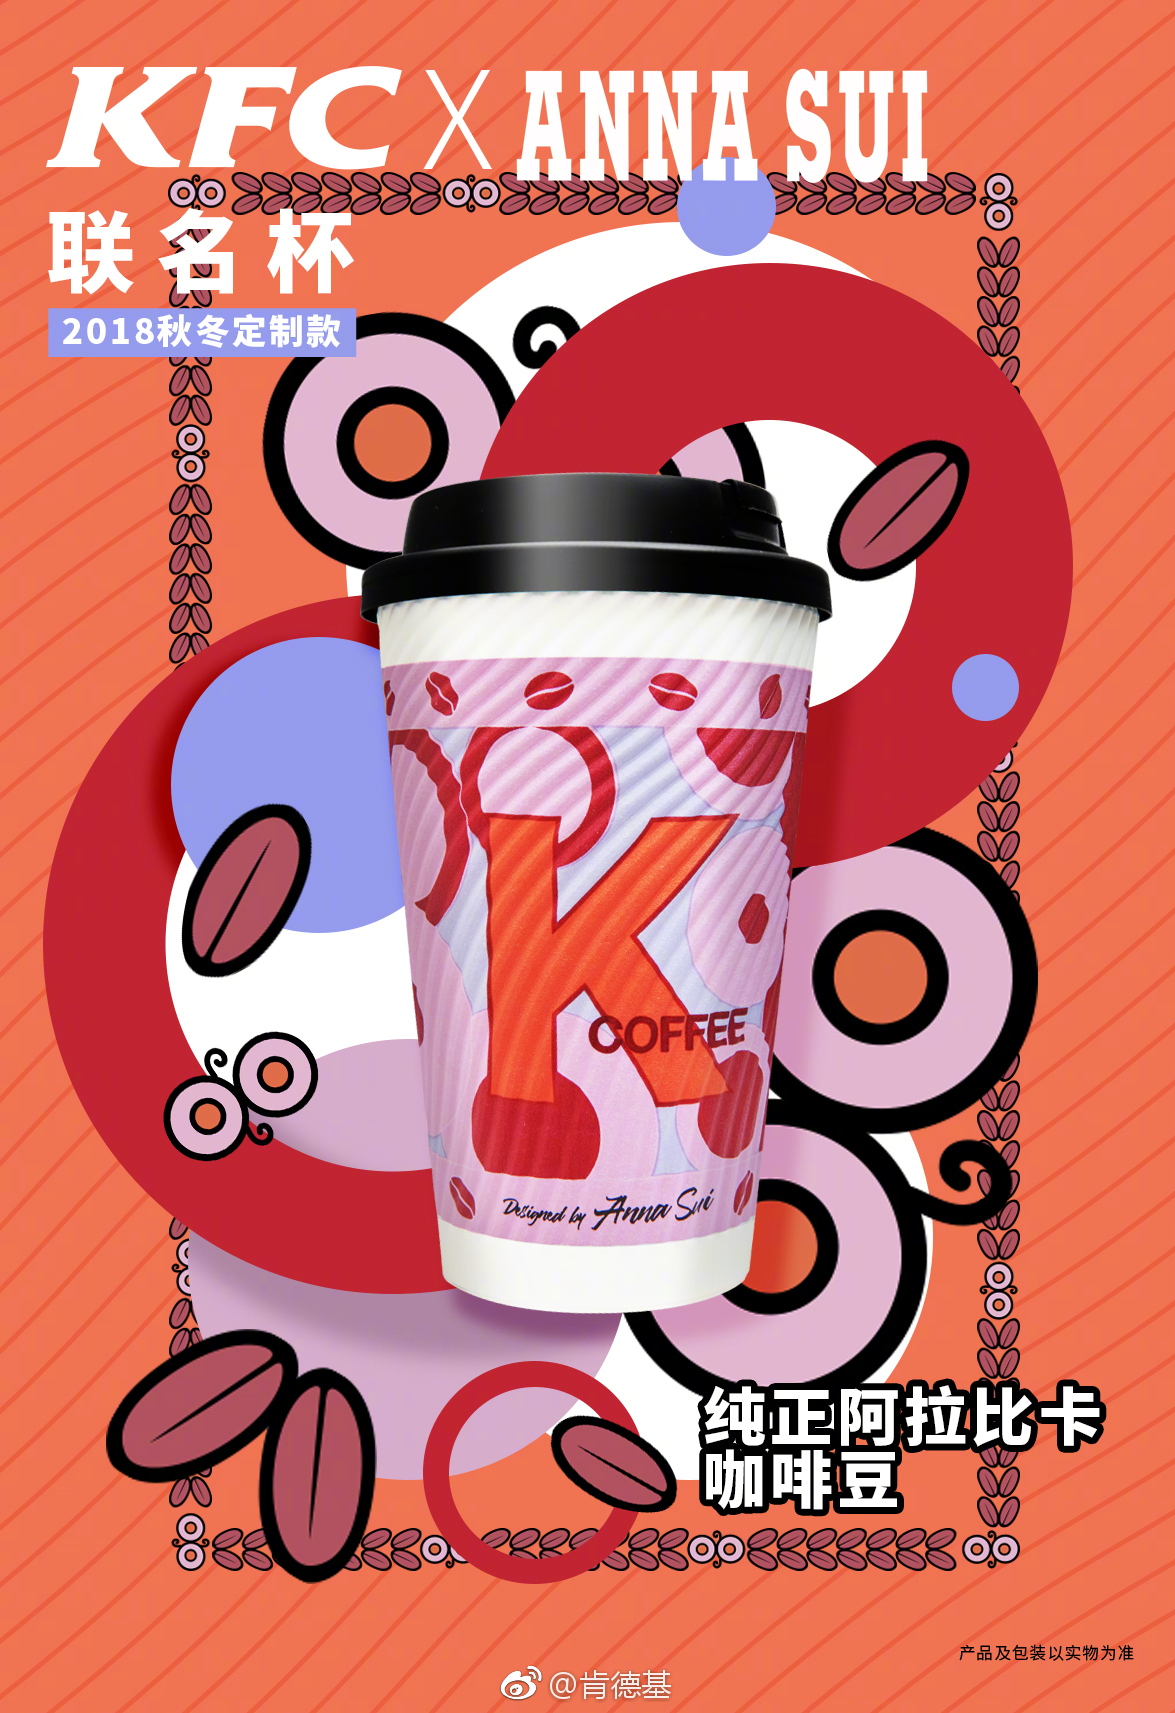 KFC X ANNA SUI
联名杯
2018秋冬定制款
K
COFFEE
Designed by Anna Sui
纯正阿拉比卡
咖啡豆
产品及包装以实物为准
@肯德基